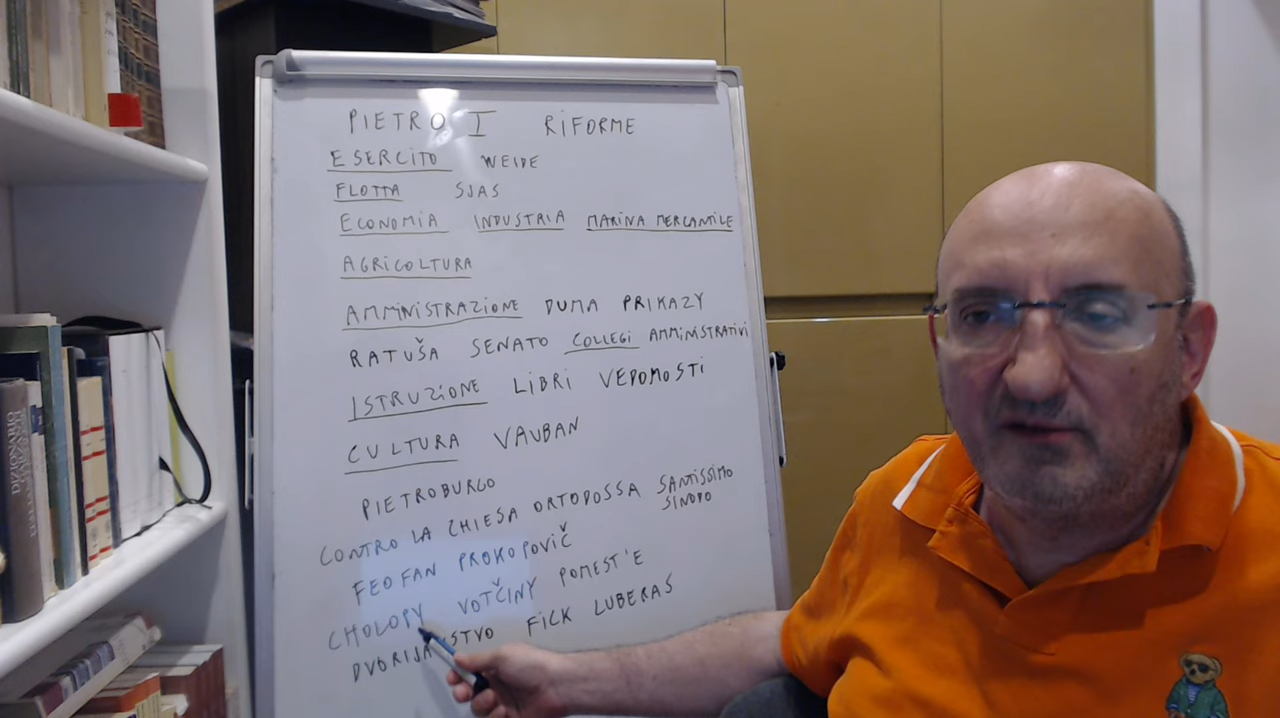 PIETRO I RIFORME
ESERCITO WEIDE
FLOTTA SJAS
ECONOMIA INDUSTRIA MARINA MERCANTILE
AGRICOLTURA
AMMINISTRAZIONE DUMA PRIKAZY
RATUŠA SENATO COLLEGI AMMINISTRATIVI
ISTRUZIONE LIBRI VEDOMOSTI
CULTURA VAUBAN
PIETROBURGO
CONTRO LA CHIESA ORTODOSSA SANTISSIMO SINODO
FEOFAN PROKOPOVIČ
CHOLOPY VOTČINY POMEST'E
STVO FICK LUBERAS